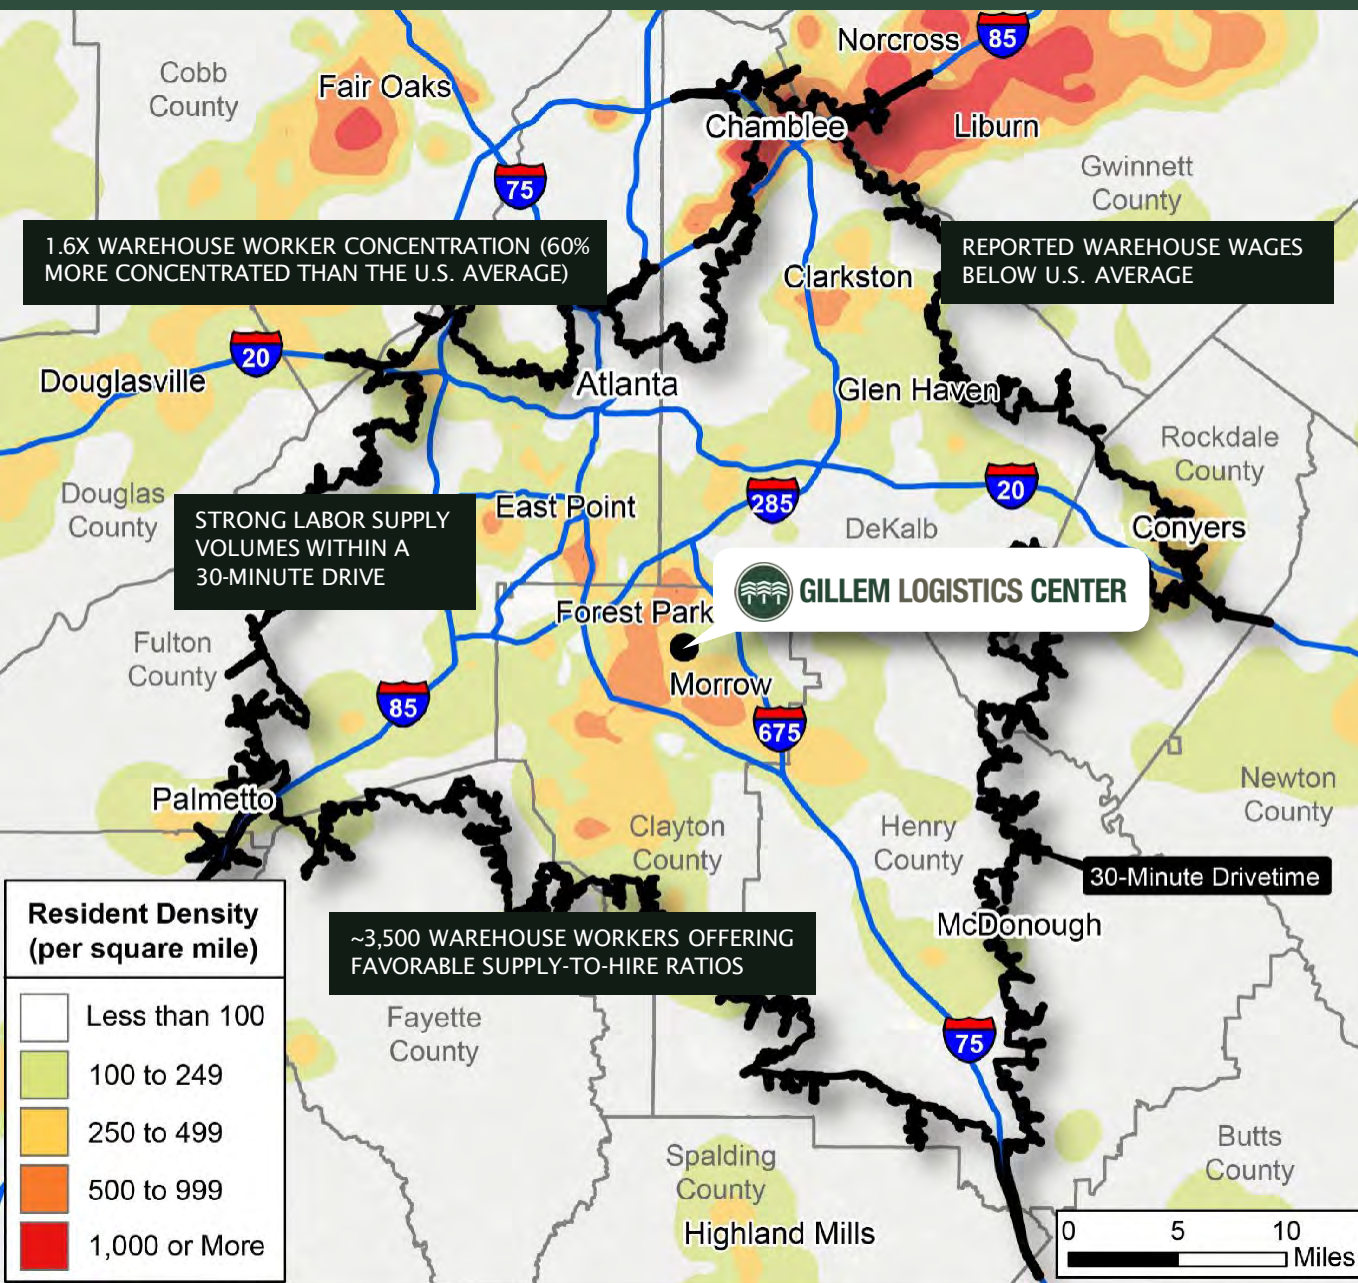 Norcross
85
Cobb
County
Fair Oaks
Chamblee
Liburn
Gwinnett
County
75
1.6X WAREHOUSE WORKER CONCENTRATION (60%
MORE CONCENTRATED THAN THE U.S. AVERAGE)
REPORTED WAREHOUSE WAGES
BELOW U.S. AVERAGE
Clarkston
20
Douglasville
Atlanta
Glen Haven
Rockdale
County
Douglas
County
STRONG LABOR SUPPLY
VOLUMES WITHIN A
30-MINUTE DRIVE
East Point
285
20
DeKalb
Conyers
GILLEM LOGISTICS CENTER
Forest Park
Fulton
County
Morrow
85
675
Palmetto
Newton
County
Clayton
County
Henry
County
30-Minute Drivetime
McDonough
~3,500 WAREHOUSE WORKERS OFFERING
FAVORABLE SUPPLY-TO-HIRE RATIOS
Fayette
County
75
Spalding
County
Butts
County
Highland Mills
Resident Density
(per square mile)
Less than 100
100 to 249
250 to 499
500 to 999
1,000 or More
0 5 10
Miles